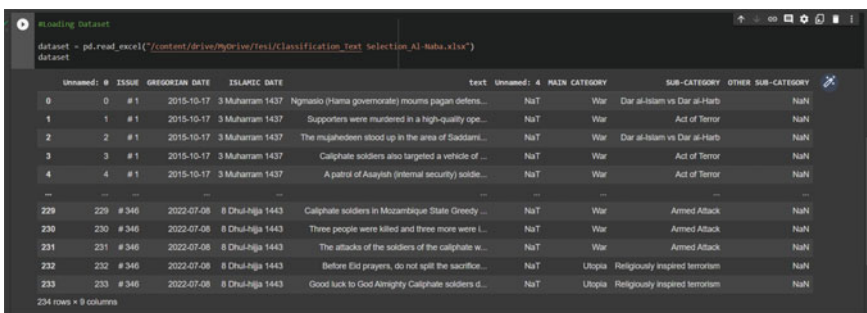 #Loading Dataset
dataset = pd.read_excel("/content/drive/MyDrive/Tesi/Classification_Text Selection_Al-Naba.xlsx")
dataset
Unnamed: 0 ISSUE GREGORIAN DATE ISLAMIC DATE text Unnamed: 4 MAIN CATEGORY SUB-CATEGORY OTHER SUB-CATEGORY
0 0 # 1 2015-10-17 3 Muharram 1437 Ngmasio (Hama governorate) mourns pagan defens... NaT War Dar al-Islam vs Dar al-Harb NaN
1 1 # 1 2015-10-17 3 Muharram 1437 Supporters were murdered in a high-quality ope... NaT War Act of Terror NaN
2 2 # 1 2015-10-17 3 Muharram 1437 The mujahedeen stood up in the area of Saddami... NaT War Dar al-Islam vs Dar al-Harb NaN
3 3 # 1 2015-10-17 3 Muharram 1437 Caliphate soldiers also targeted a vehicle of ... NaT War Act of Terror NaN
4 4 # 1 2015-10-17 3 Muharram 1437 A patrol of Asayish (internal security) soldie... NaT War Act of Terror NaN
... ... ... ... ... ... ... ... ... ...
229 229 # 346 2022-07-08 8 Dhul-hijja 1443 Caliphate soldiers in Mozambique State Greedy ... NaT War Armed Attack NaN
230 230 # 346 2022-07-08 8 Dhul-hijja 1443 Three people were killed and three more were i... NaT War Armed Attack NaN
231 231 # 346 2022-07-08 8 Dhul-hijja 1443 The attacks of the soldiers of the caliphate w... NaT War Armed Attack NaN
232 232 # 346 2022-07-08 8 Dhul-hijja 1443 Before Eid prayers, do not split the sacrifice... NaT Utopia Religiously inspired terrorism NaN
233 233 # 346 2022-07-08 8 Dhul-hijja 1443 Good luck to God Almighty Caliphate soldiers d... NaT Utopia Religiously inspired terrorism NaN
234 rows × 9 columns